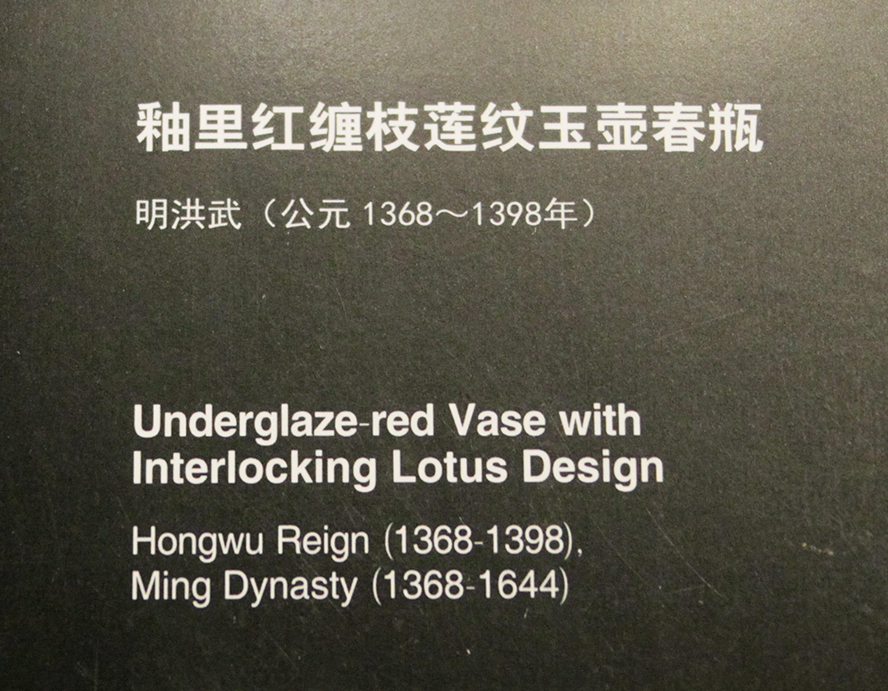 釉里红缠枝莲纹玉壶春瓶
明洪武（公元 1368～1398年）
Underglaze-red Vase with
Interlocking Lotus Design
Hongwu Reign (1368-1398),
Ming Dynasty (1368-1644)